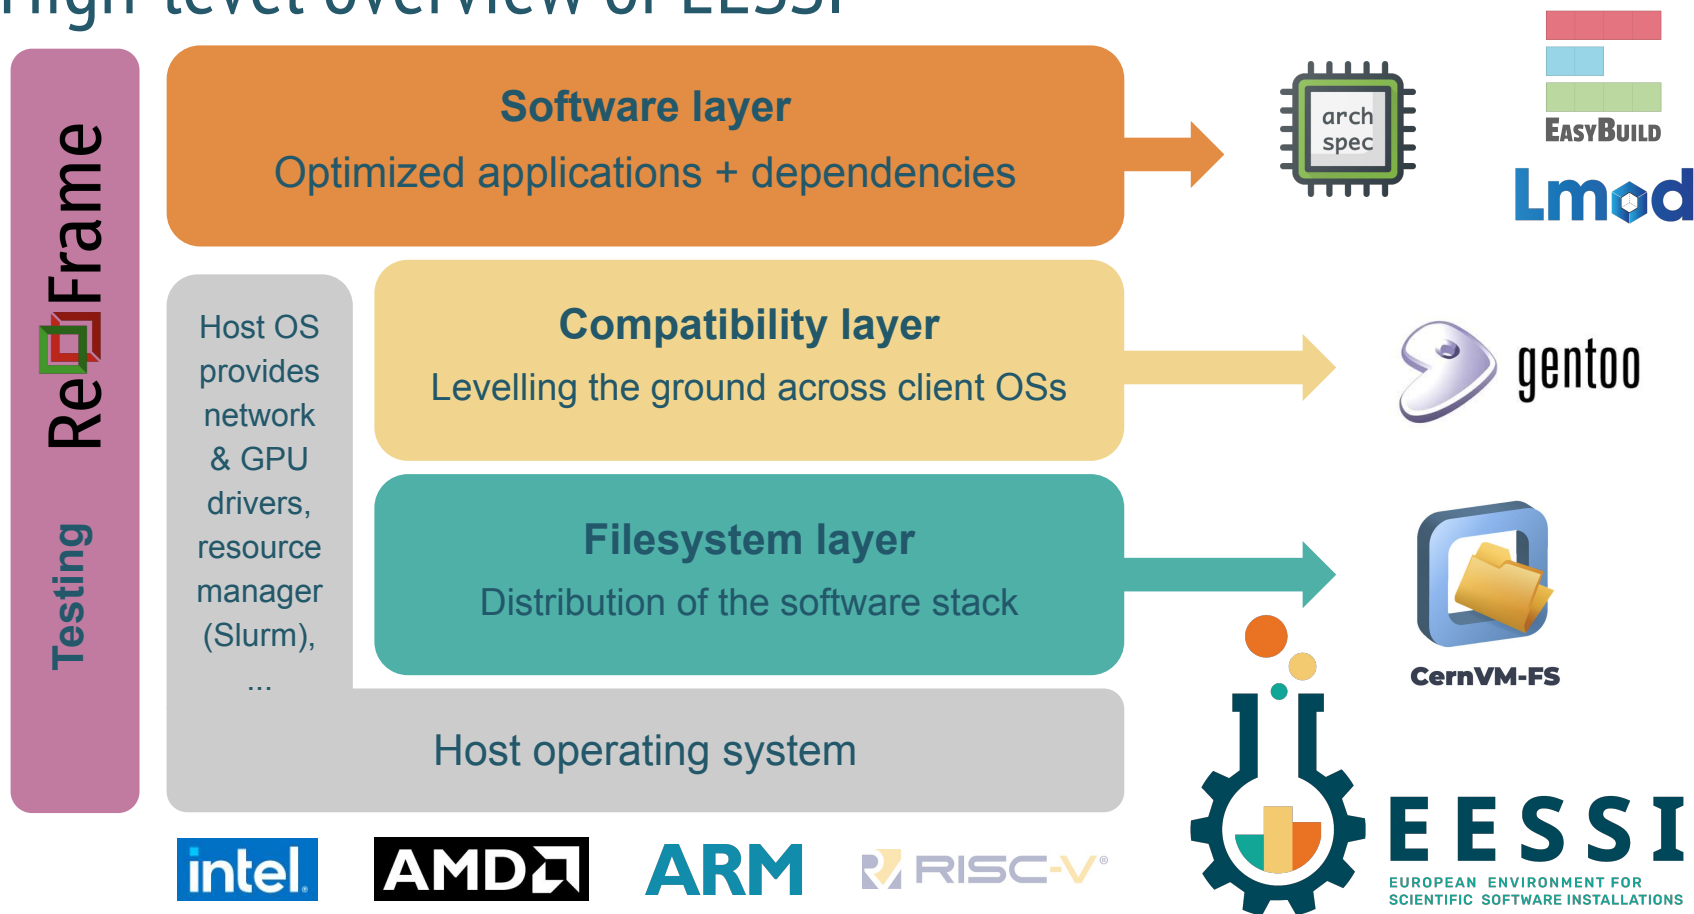 High-level overview of EESSI
Testing ReFrame
Software layer
Optimized applications + dependencies
arch
spec
EASYBUILD
Lmod
Host OS
provides
network
& GPU
drivers,
resource
manager
(Slurm),
...
Compatibility layer
Levelling the ground across client OSs
gentoo
Filesystem layer
Distribution of the software stack
CernVM-FS
Host operating system
intel.
AMD
ARM
RISC-V®
EESSI
EUROPEAN ENVIRONMENT FOR
SCIENTIFIC SOFTWARE INSTALLATIONS